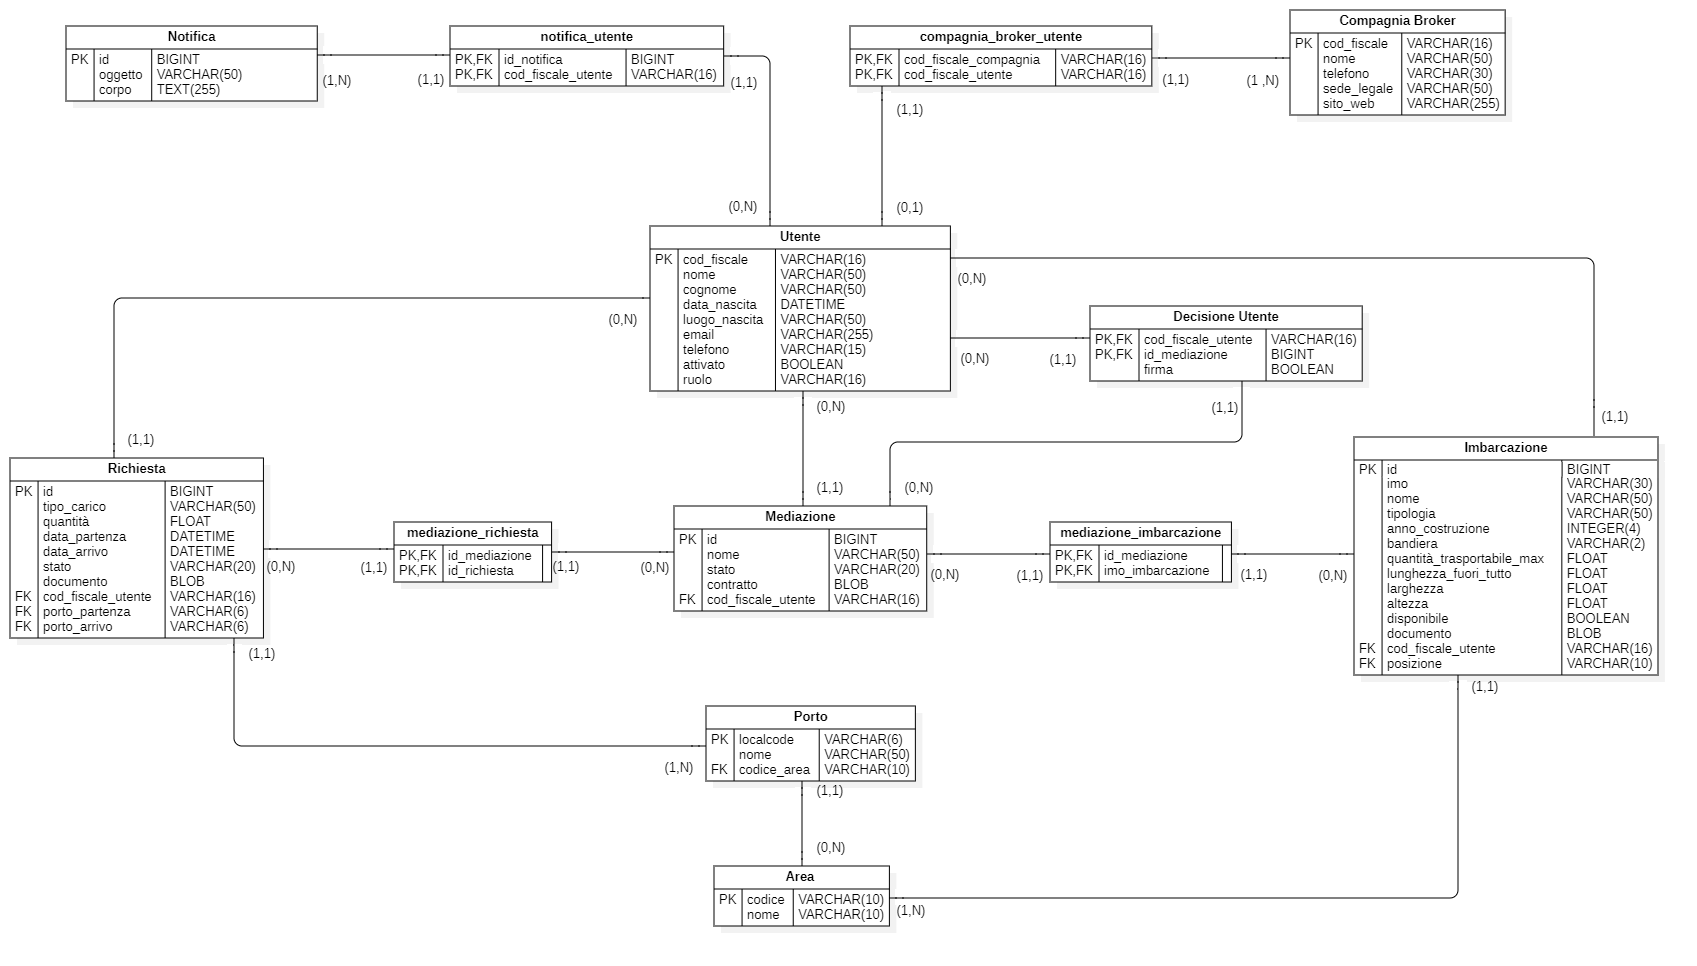 Notifica
PK id BIGINT
oggetto VARCHAR(50)
corpo TEXT(255)
(1,N)
(1,1)
notifica_utente
PK,FK id_notifica BIGINT
PK,FK cod_fiscale_utente VARCHAR(16)
(1,1)
compagnia_broker_utente
PK,FK cod_fiscale_compagnia VARCHAR(16)
PK,FK cod_fiscale_utente VARCHAR(16)
(1,1)
(1,1)
(1 ,N)
Compagnia Broker
PK cod_fiscale VARCHAR(16)
nome VARCHAR(50)
telefono VARCHAR(30)
sede_legale VARCHAR(50)
sito_web VARCHAR(255)
(0,N)
(0,1)
Utente
PK cod_fiscale VARCHAR(16)
nome VARCHAR(50)
cognome VARCHAR(50)
data_nascita DATETIME
luogo_nascita VARCHAR(50)
email VARCHAR(255)
telefono VARCHAR(15)
attivato BOOLEAN
ruolo VARCHAR(16)
(0,N)
(0,N)
(0,N)
(0,N)
(1,1)
Decisione Utente
PK,FK cod_fiscale_utente VARCHAR(16)
PK,FK id_mediazione BIGINT
firma BOOLEAN
(1,1)
(1,1)
(1,1)
(1,1)
(0,N)
Richiesta
PK id BIGINT
tipo_carico VARCHAR(50)
quantità FLOAT
data_partenza DATETIME
data_arrivo DATETIME
stato VARCHAR(20)
documento BLOB
FK cod_fiscale_utente VARCHAR(16)
FK porto_partenza VARCHAR(6)
FK porto_arrivo VARCHAR(6)
(0,N)
(1,1)
(1,1)
mediazione_richiesta
PK,FK id_mediazione
PK,FK id_richiesta
(1,1)
(0,N)
Mediazione
PK id BIGINT
nome VARCHAR(50)
stato VARCHAR(20)
contratto BLOB
FK cod_fiscale_utente VARCHAR(16)
(0,N)
(1,1)
mediazione_imbarcazione
PK,FK id_mediazione
PK,FK imo_imbarcazione
(1,1)
(0,N)
Imbarcazione
PK id BIGINT
imo VARCHAR(30)
nome VARCHAR(50)
tipologia VARCHAR(50)
anno_costruzione INTEGER(4)
bandiera VARCHAR(2)
quantità_trasportabile_max FLOAT
lunghezza_fuori_tutto FLOAT
larghezza FLOAT
altezza FLOAT
disponibile BOOLEAN
documento BLOB
FK cod_fiscale_utente VARCHAR(16)
FK posizione VARCHAR(10)
(1,1)
Porto
PK localcode VARCHAR(6)
nome VARCHAR(50)
FK codice_area VARCHAR(10)
(1,N)
(1,1)
(0,N)
Area
PK codice VARCHAR(10)
nome VARCHAR(10)
(1,N)